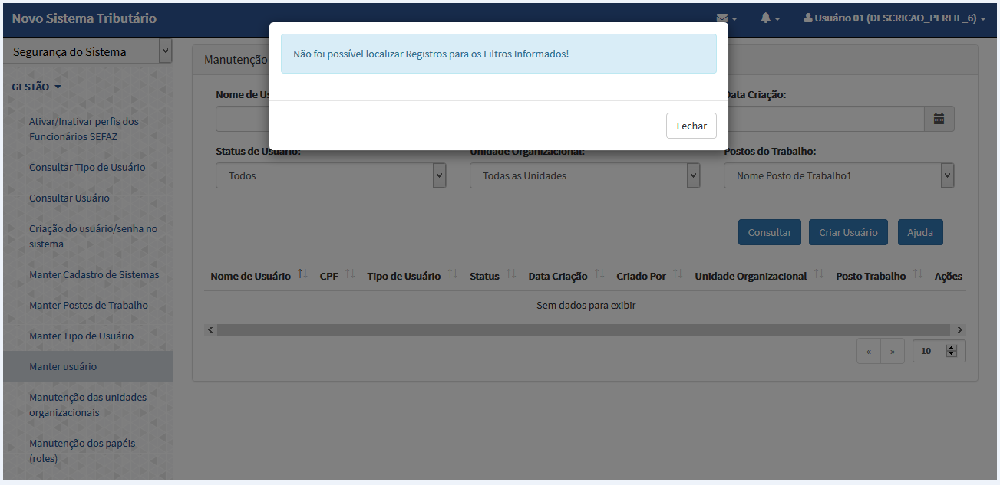 Novo Sistema Tributário
Usuário 01 (DESCRICAO_PERFIL_6)
Segurança do Sistema
GESTÃO
Ativar/Inativar perfis dos
Funcionários SEFAZ
Consultar Tipo de Usuário
Consultar Usuário
Criação do usuário/senha no
sistema
Manter Cadastro de Sistemas
Manter Postos de Trabalho
Manter Tipo de Usuário
Manter usuário
Manutenção das unidades
organizacionais
Manutenção dos papéis
(roles)
Não foi possível localizar Registros para os Filtros Informados!
Fechar
Manutenção
Nome de Us
Data Criação:
Status de Usuário:
Unidade Organizacional:
Postos do Trabalho:
Todos
Todas as Unidades
Nome Posto de Trabalho1
Consultar
Criar Usuário
Ajuda
Nome de Usuário CPF Tipo de Usuário Status Data Criação Criado Por Unidade Organizacional Posto Trabalho Ações
Sem dados para exibir
« » 10